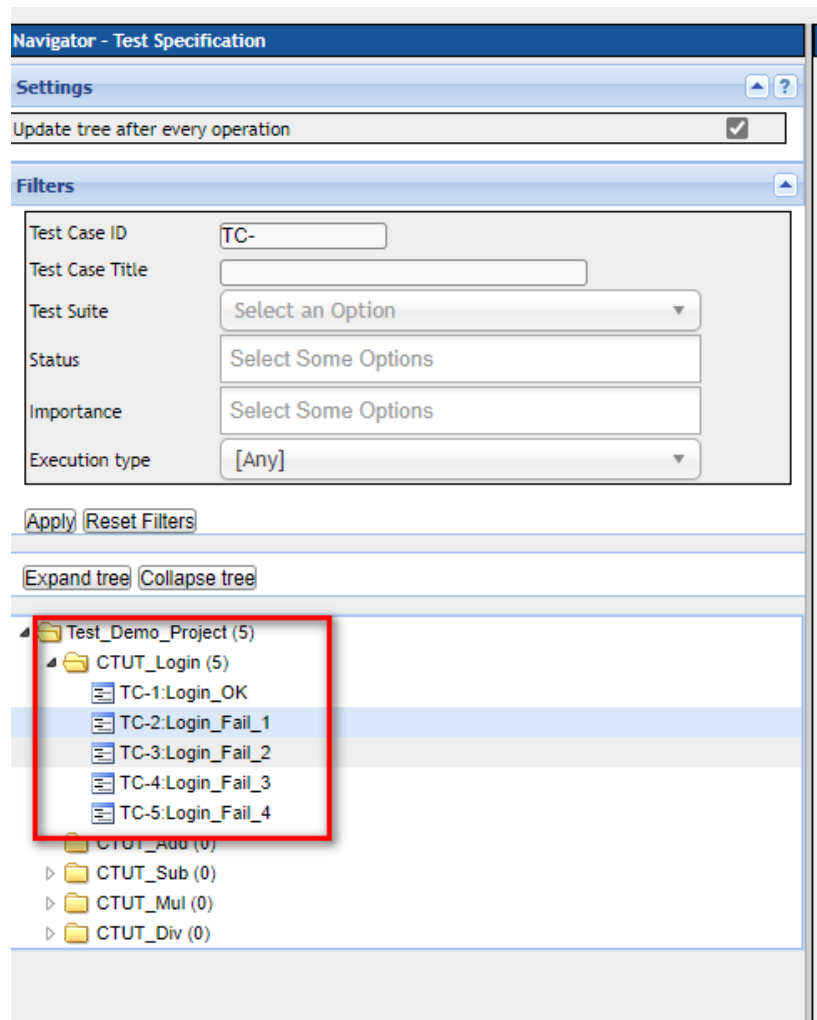 Navigator - Test Specification
Settings
?
Update tree after every operation
Filters
Test Case ID TC-
Test Case Title
Test Suite Select an Option
Status Select Some Options
Importance Select Some Options
Execution type [Any]
Apply Reset Filters
Expand tree Collapse tree
Test_Demo_Project (5)
CTUT_Login (5)
TC-1:Login_OK
TC-2:Login_Fail_1
TC-3:Login_Fail_2
TC-4:Login_Fail_3
TC-5:Login_Fail_4
CTUT_Add (0)
CTUT_Sub (0)
CTUT_Mul (0)
CTUT_Div (0)